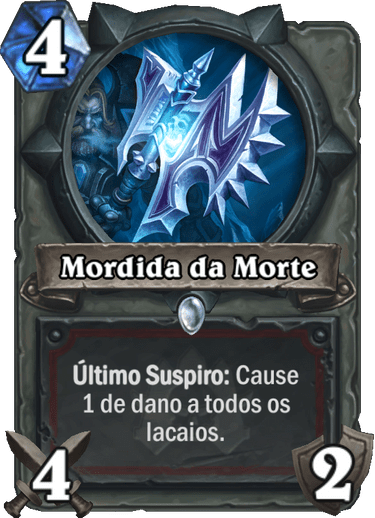 4
Mordida da Morte
Último Suspiro: Cause
1 de dano a todos os
lacaios.
4
2